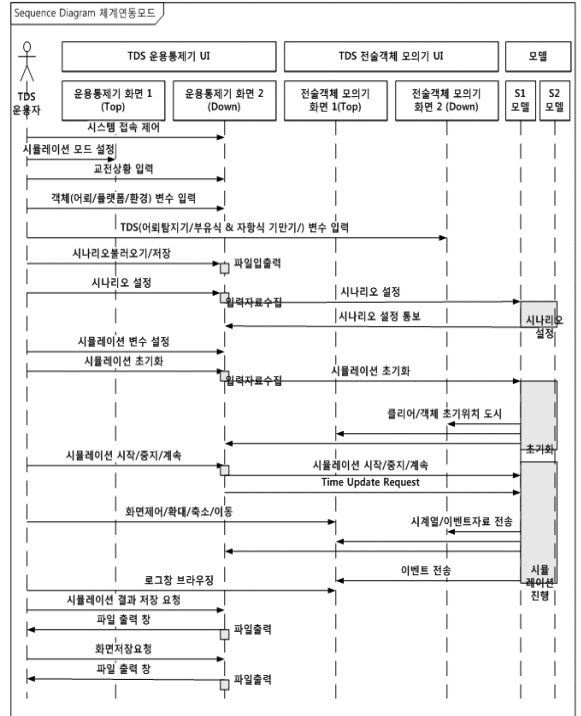 Sequence Diagram 체계연동모드
TDS 운용통제기 UI
TDS 전술객체 모의기 UI
모델
TDS
운용자
운용통제기 화면 1
(Top)
운용통제기 화면 2
(Down)
전술객체 모의기
화면 1(Top)
전술객체 모의기
화면 2 (Down)
S1
모델
S2
모델
시스템 접속 제어
시뮬레이션 모드 설정
교전상황 입력
객체(어뢰/플랫폼/환경) 변수 입력
TDS(어뢰탐지기/부유식 & 자항식 기만기/) 변수 입력
시나리오불러오기/저장
파일입출력
시나리오 설정
입력자료수집
시나리오 설정
시나리오 설정 통보
시나리오
설정
시뮬레이션 변수 설정
시뮬레이션 초기화
입력자료수집
시뮬레이션 초기화
클리어/객체 초기위치 도시
초기화
시뮬레이션 시작/중지/계속
시뮬레이션 시작/중지/계속
Time Update Request
화면제어/확대/축소/이동
시계열/이벤트자료 전송
이벤트 전송
시뮬
레이션
진행
로그창 브라우징
시뮬레이션 결과 저장 요청
파일 출력 창
파일출력
화면저장요청
파일 출력 창
파일출력